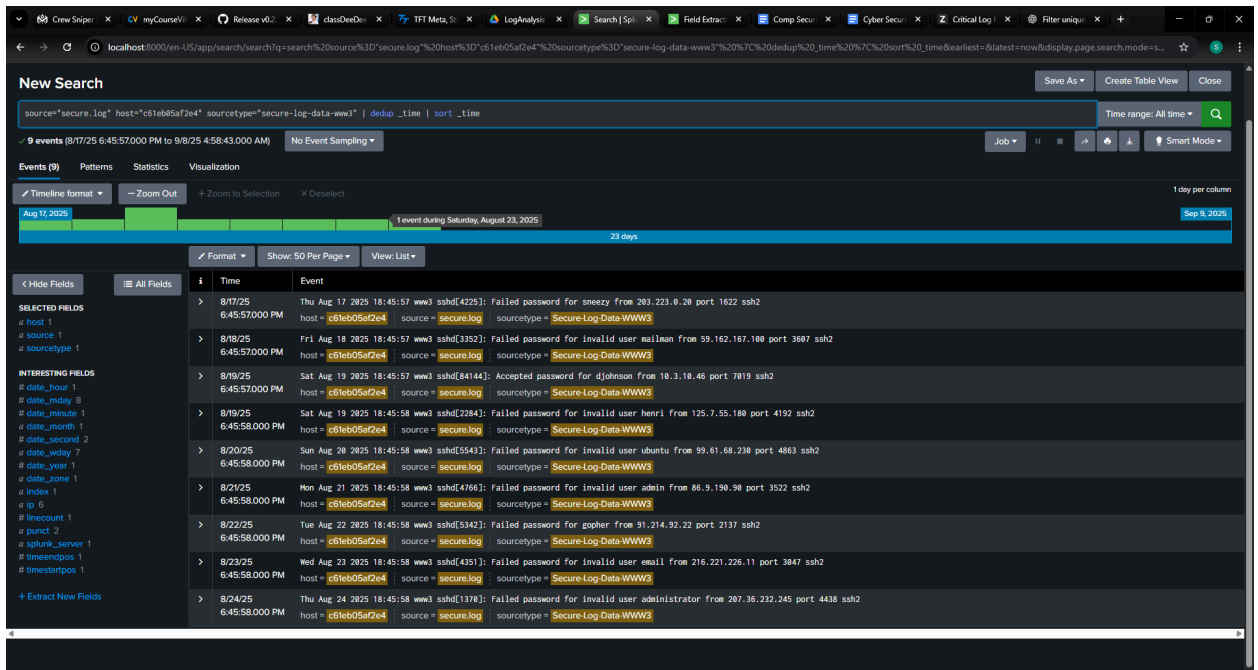 Crew Sniper
CV myCourseVil
Release v0.2.
classDeeDee
TFT Meta, S
LogAnalysis
Search | Spl
Field Extract
Comp Secur
Cyber Securi
Z Critical Log
Filter unique
localhost:8000/en-US/app/search/search?q=search%20source%3D"secure.log"%20host%3D"c61eb05af2e4"%20sourcetype%3D"secure-log-data-www3"%20%7C%20dedup%20_time%20%7C%20sort%20_time&earliest=&latest=now&display.page.search.mode=s...
S
New Search
Save As
Create Table View
Close
source="secure.log" host="c61eb05af2e4" sourcetype="secure-log-data-www3" | dedup _time | sort _time
Time range: All time
9 events (8/17/25 6:45:57.000 PM to 9/8/25 4:58:43.000 AM)
No Event Sampling
Job
Smart Mode
Events (9)
Patterns
Statistics
Visualization
Timeline format
− Zoom Out
+ Zoom to Selection
× Deselect
1 day per column
Aug 17, 2025
1 event during Saturday, August 23, 2025
Sep 9, 2025
23 days
Format
Show: 50 Per Page
View: List
< Hide Fields
All Fields
i
Time
Event
SELECTED FIELDS
a host 1
a source 1
a sourcetype 1
INTERESTING FIELDS
# date_hour 1
# date_mday 8
# date_minute 1
a date_month 1
# date_second 2
a date_wday 7
# date_year 1
a date_zone 1
a index 1
a ip 6
# linecount 1
a punct 2
a splunk_server 1
# timeendpos 1
# timestartpos 1
+ Extract New Fields
8/17/25
6:45:57.000 PM
Thu Aug 17 2025 18:45:57 www3 sshd[4225]: Failed password for sneezy from 203.223.0.20 port 1622 ssh2
host = c61eb05af2e4 source = secure.log sourcetype = Secure-Log-Data-WWW3
8/18/25
6:45:57.000 PM
Fri Aug 18 2025 18:45:57 www3 sshd[3352]: Failed password for invalid user mailman from 59.162.167.100 port 3607 ssh2
host = c61eb05af2e4 source = secure.log sourcetype = Secure-Log-Data-WWW3
8/19/25
6:45:57.000 PM
Sat Aug 19 2025 18:45:57 www3 sshd[84144]: Accepted password for djohnson from 10.3.10.46 port 7019 ssh2
host = c61eb05af2e4 source = secure.log sourcetype = Secure-Log-Data-WWW3
8/19/25
6:45:58.000 PM
Sat Aug 19 2025 18:45:58 www3 sshd[2284]: Failed password for invalid user henri from 125.7.55.180 port 4192 ssh2
host = c61eb05af2e4 source = secure.log sourcetype = Secure-Log-Data-WWW3
8/20/25
6:45:58.000 PM
Sun Aug 20 2025 18:45:58 www3 sshd[5543]: Failed password for invalid user ubuntu from 99.61.68.230 port 4863 ssh2
host = c61eb05af2e4 source = secure.log sourcetype = Secure-Log-Data-WWW3
8/21/25
6:45:58.000 PM
Mon Aug 21 2025 18:45:58 www3 sshd[4766]: Failed password for invalid user admin from 86.9.190.90 port 3522 ssh2
host = c61eb05af2e4 source = secure.log sourcetype = Secure-Log-Data-WWW3
8/22/25
6:45:58.000 PM
Tue Aug 22 2025 18:45:58 www3 sshd[5342]: Failed password for gopher from 91.214.92.22 port 2137 ssh2
host = c61eb05af2e4 source = secure.log sourcetype = Secure-Log-Data-WWW3
8/23/25
6:45:58.000 PM
Wed Aug 23 2025 18:45:58 www3 sshd[4351]: Failed password for invalid user email from 216.221.226.11 port 3047 ssh2
host = c61eb05af2e4 source = secure.log sourcetype = Secure-Log-Data-WWW3
8/24/25
6:45:58.000 PM
Thu Aug 24 2025 18:45:58 www3 sshd[1370]: Failed password for invalid user administrator from 207.36.232.245 port 4438 ssh2
host = c61eb05af2e4 source = secure.log sourcetype = Secure-Log-Data-WWW3